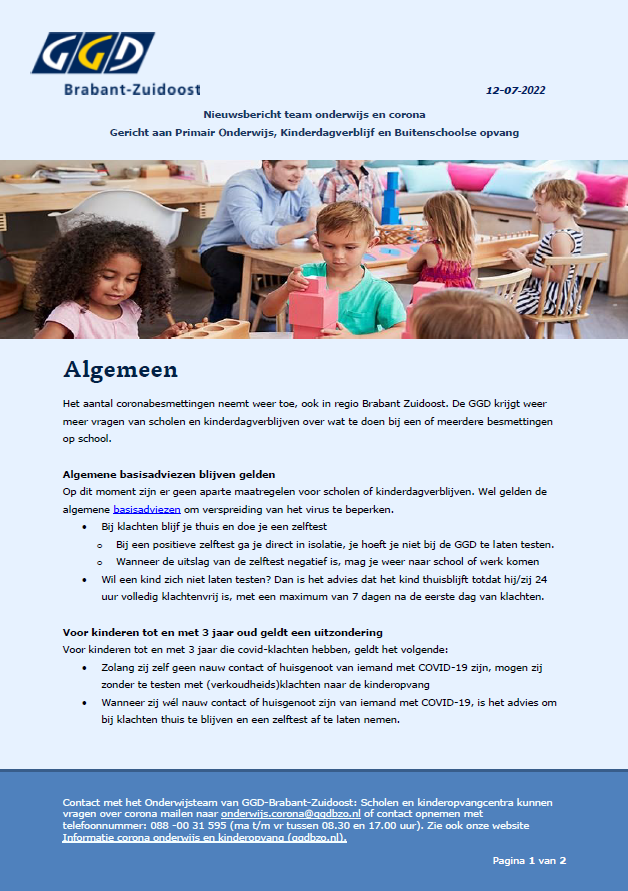 GGD
Brabant-Zuidoost
12-07-2022
Nieuwsbericht team onderwijs en corona
Gericht aan Primair Onderwijs, Kinderdagverblijf en Buitenschoolse opvang
Algemeen
Het aantal coronabesmettingen neemt weer toe, ook in regio Brabant Zuidoost. De GGD krijgt weer
meer vragen van scholen en kinderdagverblijven over wat te doen bij een of meerdere besmettingen
op school.
Algemene basisadviezen blijven gelden
Op dit moment zijn er geen aparte maatregelen voor scholen of kinderdagverblijven. Wel gelden de
algemene basisadviezen om verspreiding van het virus te beperken.
• Bij klachten blijf je thuis en doe je een zelftest
o Bij een positieve zelftest ga je direct in isolatie, je hoeft je niet bij de GGD te laten testen.
o Wanneer de uitslag van de zelftest negatief is, mag je weer naar school of werk komen
• Wil een kind zich niet laten testen? Dan is het advies dat het kind thuisblijft totdat hij/zij 24
uur volledig klachtenvrij is, met een maximum van 7 dagen na de eerste dag van klachten.
Voor kinderen tot en met 3 jaar oud geldt een uitzondering
Voor kinderen tot en met 3 jaar die covid-klachten hebben, geldt het volgende:
• Zolang zij zelf geen nauw contact of huisgenoot van iemand met COVID-19 zijn, mogen zij
zonder te testen met (verkoudheids)klachten naar de kinderopvang
• Wanneer zij wél nauw contact of huisgenoot zijn van iemand met COVID-19, is het advies om
bij klachten thuis te blijven en een zelftest af te laten nemen.
Contact met het Onderwijsteam van GGD-Brabant-Zuidoost: Scholen en kinderopvangcentra kunnen
vragen over corona mailen naar onderwijs.corona@ggdbzo.nl of contact opnemen met
telefoonnummer: 088 -00 31 595 (ma t/m vr tussen 08.30 en 17.00 uur). Zie ook onze website
Informatie corona onderwijs en kinderopvang (ggdbzo.nl).
Pagina 1 van 2